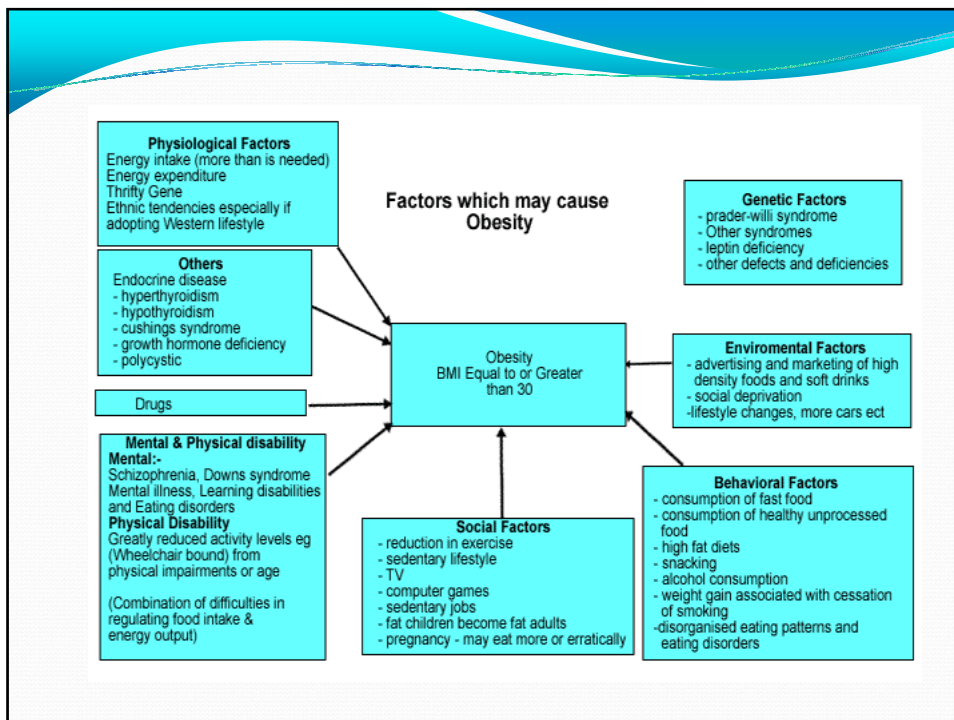 Factors which may cause
Obesity
Physiological Factors
Energy intake (more than is needed)
Energy expenditure
Thrifty Gene
Ethnic tendencies especially if
adopting Western lifestyle
Others
Endocrine disease
- hyperthyroidism
- hypothyroidism
- cushings syndrome
- growth hormone deficiency
- polycystic
Drugs
Mental & Physical disability
Mental:-
Schizophrenia, Downs syndrome
Mental illness, Learning disabilities
and Eating disorders
Physical Disability
Greatly reduced activity levels eg
(Wheelchair bound) from
physical impairments or age
(Combination of difficulties in
regulating food intake &
energy output)
Obesity
BMI Equal to or Greater
than 30
Social Factors
- reduction in exercise
- sedentary lifestyle
- TV
- computer games
- sedentary jobs
- fat children become fat adults
- pregnancy - may eat more or erratically
Genetic Factors
- prader-willi syndrome
- Other syndromes
- leptin deficiency
- other defects and deficiencies
Enviromental Factors
- advertising and marketing of high
density foods and soft drinks
- social deprivation
-lifestyle changes, more cars ect
Behavioral Factors
- consumption of fast food
- consumption of healthy unprocessed
food
- high fat diets
- snacking
- alcohol consumption
- weight gain associated with cessation
of smoking
-disorganised eating patterns and
eating disorders